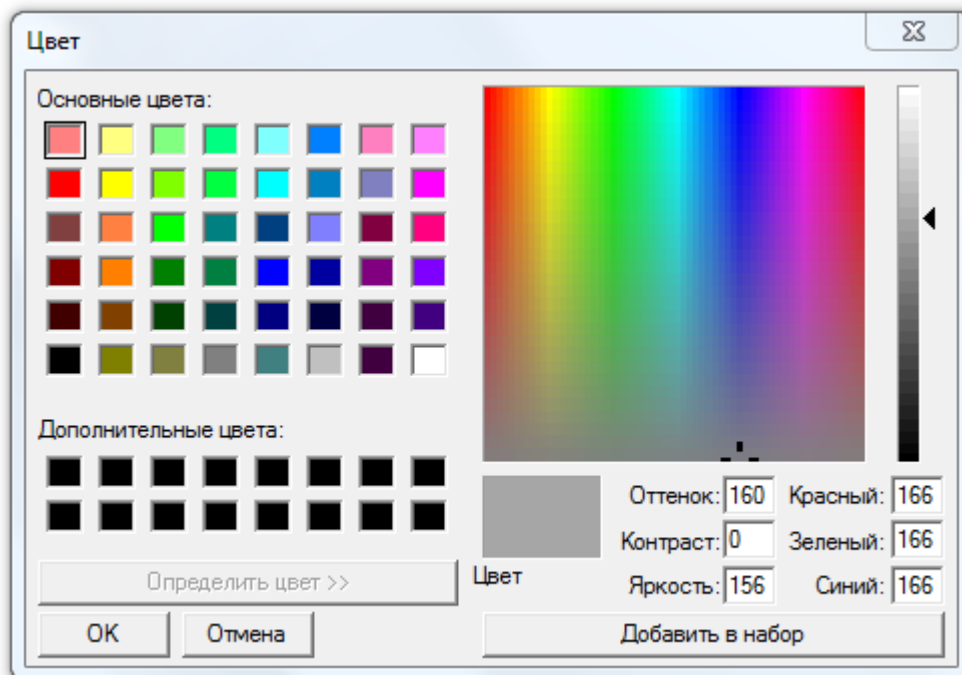 Цвет
Основные цвета:
Дополнительные цвета:
Определить цвет >>
OK
Отмена
Цвет
Оттенок: 160 Красный: 166
Контраст: 0 Зеленый: 166
Яркость: 156 Синий: 166
Добавить в набор